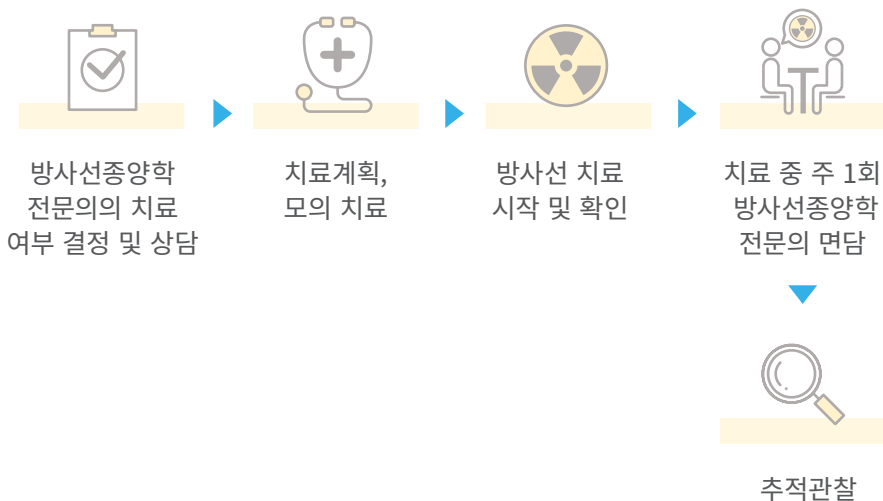 방사선종양학
전문의의 치료
여부 결정 및 상담
치료계획,
모의 치료
방사선 치료
시작 및 확인
치료 중 주 1회
방사선종양학
전문의 면담
추적관찰